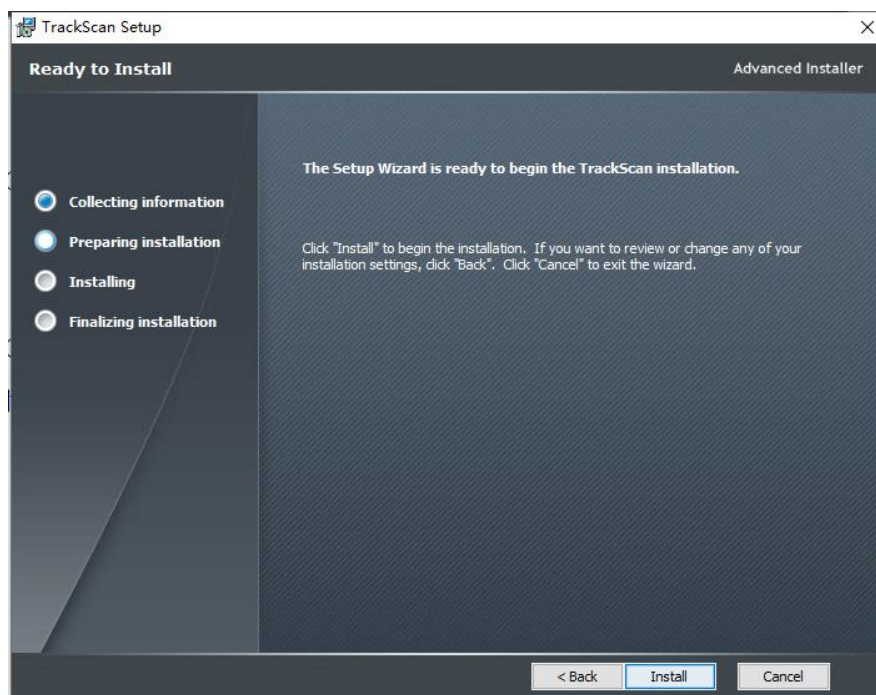 TrackScan Setup
Ready to Install
Advanced Installer
The Setup Wizard is ready to begin the TrackScan installation.
Collecting information
Preparing installation
Installing
Finalizing installation
Click "Install" to begin the installation. If you want to review or change any of your
installation settings, click "Back". Click "Cancel" to exit the wizard.
< Back
Install
Cancel